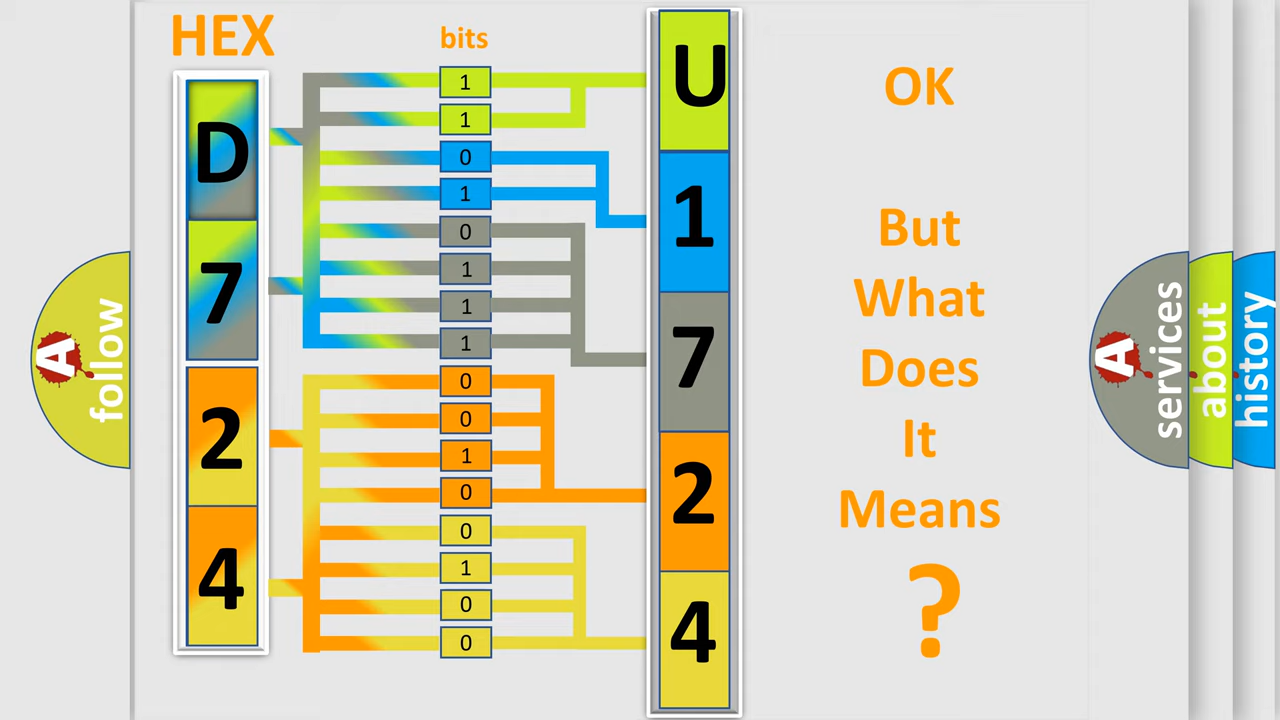 HEX
bits
D
7
2
4
1
1
0
1
0
1
1
1
0
0
1
0
0
1
0
0
U
1
7
2
4
OK
But
What
Does
It
Means
?
A
follow
A
services
about
history